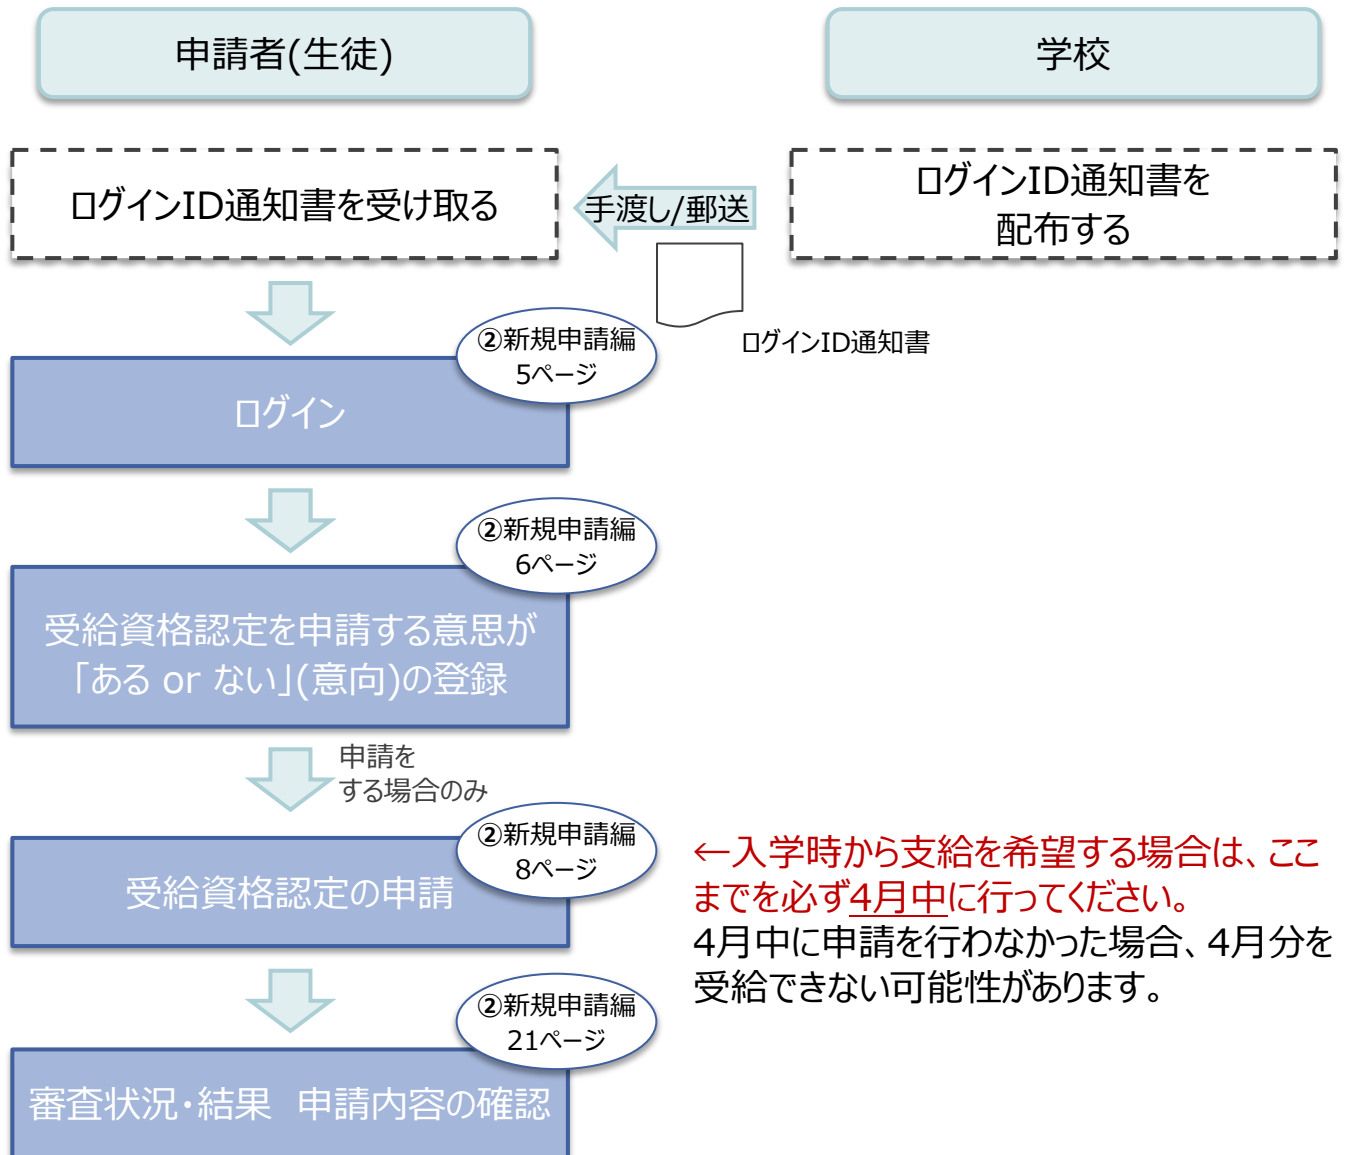 申請者(生徒)
学校
ログインID通知書を受け取る
手渡し/郵送
ログインID通知書を
配布する
ログインID通知書
②新規申請編
5ページ
ログイン
②新規申請編
6ページ
受給資格認定を申請する意思が
「ある or ない」(意向)の登録
申請を
する場合のみ
②新規申請編
8ページ
受給資格認定の申請
←入学時から支給を希望する場合は、ここ
までを必ず4月中に行ってください。
4月中に申請を行わなかった場合、4月分を
受給できない可能性があります。
②新規申請編
21ページ
審査状況・結果　申請内容の確認